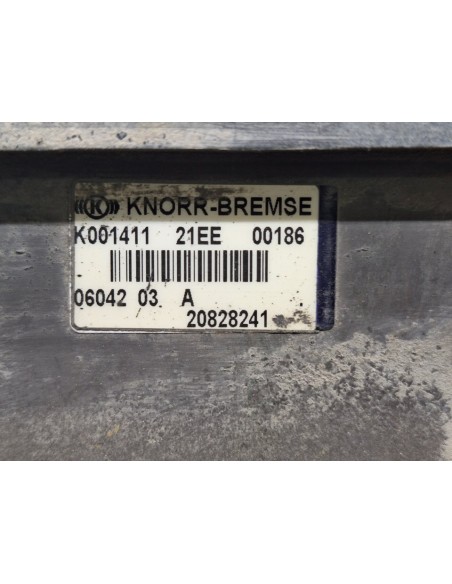 ((K)) KNORR-BREMSE
K001411 21EE 00186
06042 03 A
20828241